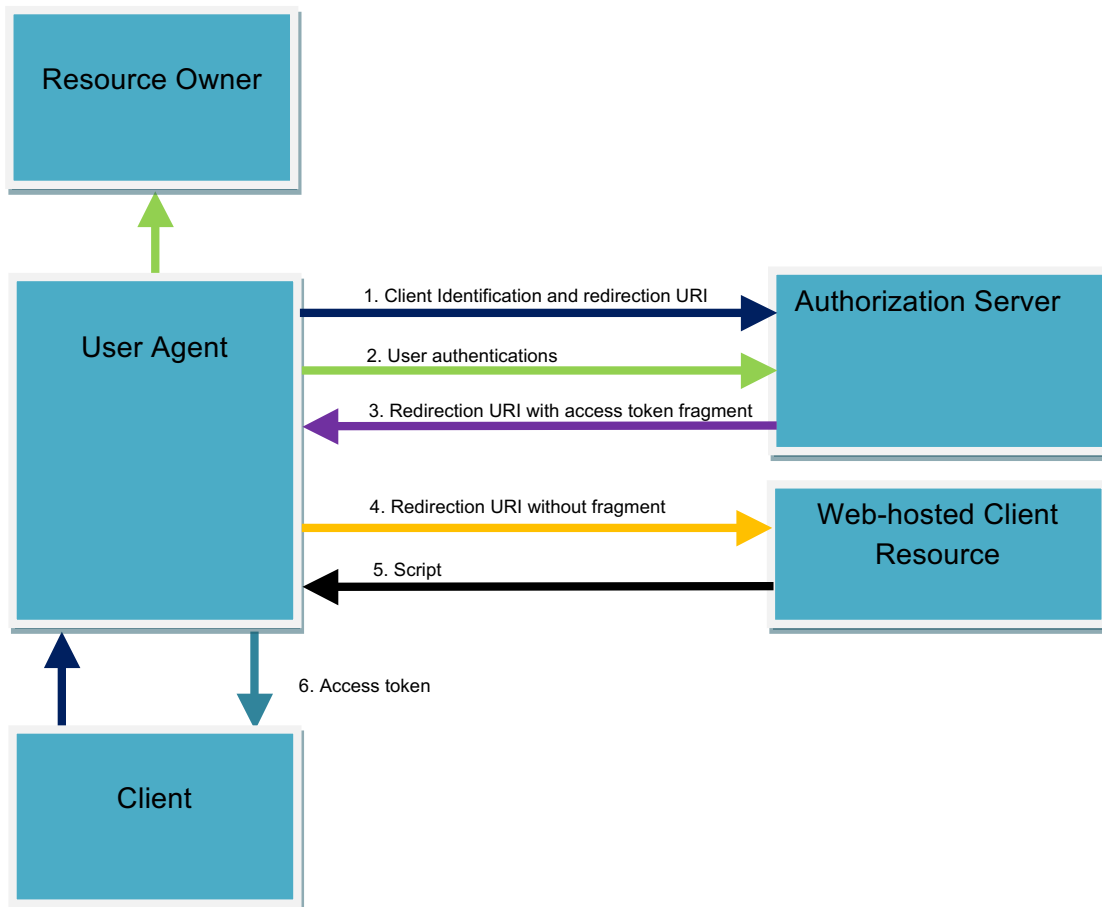 Resource Owner
1. Client Identification and redirection URI
Authorization Server
User Agent
2. User authentications
3. Redirection URI with access token fragment
4. Redirection URI without fragment
Web-hosted Client
Resource
5. Script
6. Access token
Client